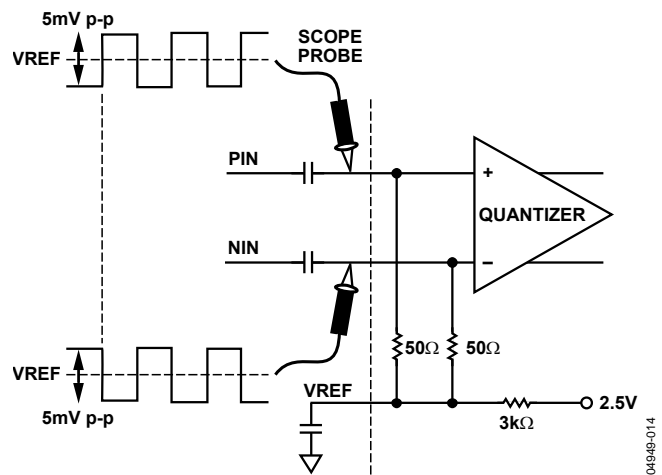 5mV p-p
VREF
SCOPE
PROBE
PIN
+
QUANTIZER
NIN
−
50Ω
50Ω
VREF
5mV p-p
VREF
2.5V
3kΩ
04949-014